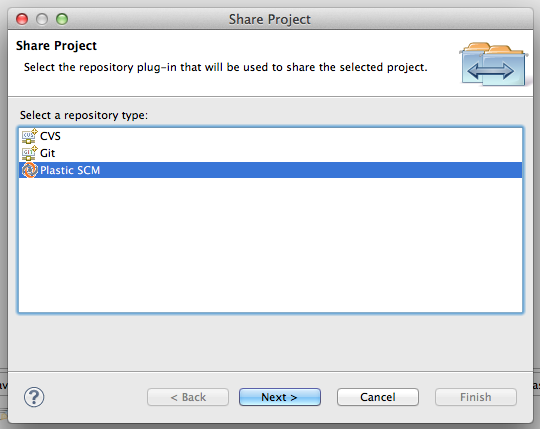 Share Project
Share Project
Select the repository plug-in that will be used to share the selected project.
Select a repository type:
CVS
Git
Plastic SCM
?
< Back
Next >
Cancel
Finish